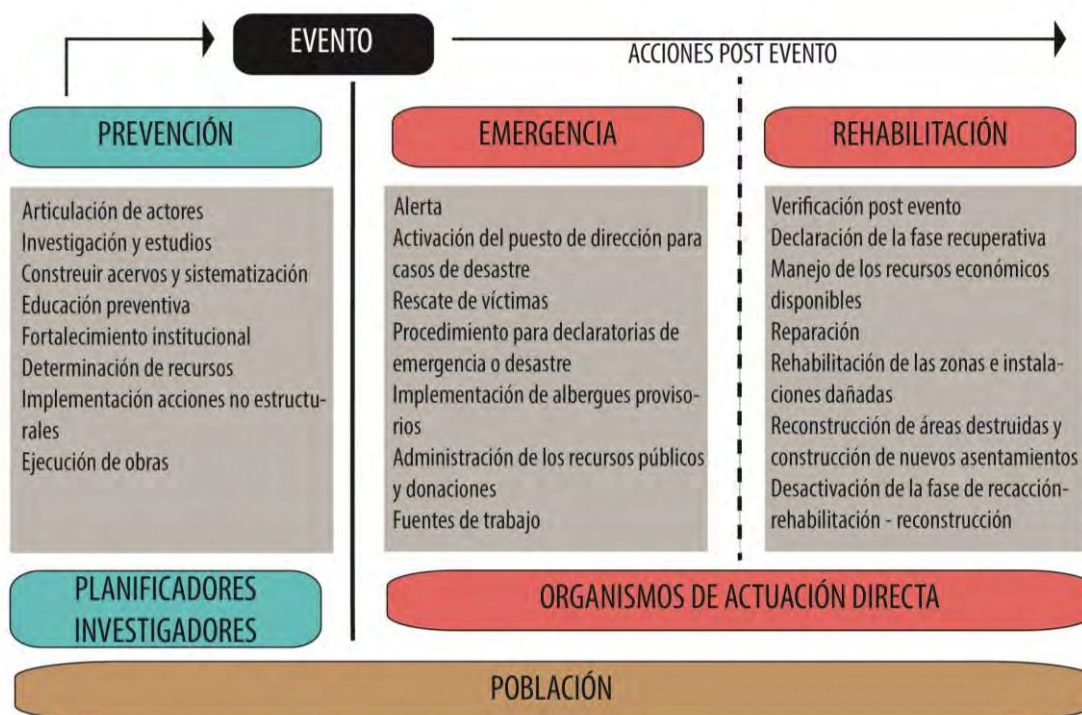 EVENTO
ACCIONES POST EVENTO
PREVENCIÓN
Articulación de actores
Investigación y estudios
Construir acervos y sistematización
Educación preventiva
Fortalecimiento institucional
Determinación de recursos
Implementación acciones no estructu-
rales
Ejecución de obras
PLANIFICADORES
INVESTIGADORES
EMERGENCIA
Alerta
Activación del puesto de dirección para
casos de desastre
Rescate de víctimas
Procedimiento para declaratorias de
emergencia o desastre
Implementación de albergues proviso-
rios
Administración de los recursos públicos
y donaciones
Fuentes de trabajo
REHABILITACIÓN
Verificación post evento
Declaración de la fase recuperativa
Manejo de los recursos económicos
disponibles
Reparación
Rehabilitación de las zonas e instala-
ciones dañadas
Reconstrucción de áreas destruidas y
construcción de nuevos asentamientos
Desactivación de la fase de recacción-
rehabilitación - reconstrucción
ORGANISMOS DE ACTUACIÓN DIRECTA
POBLACIÓN